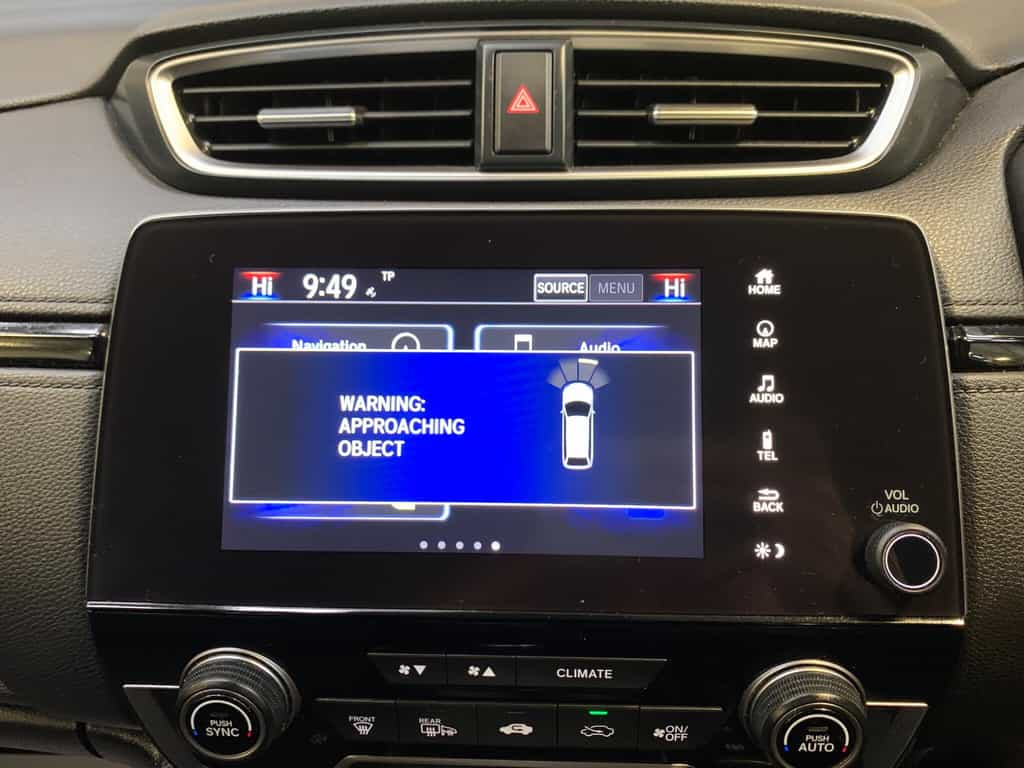 Hi 9:49 TP SOURCE MENU Hi
Navigation Audio
WARNING:
APPROACHING
OBJECT
HOME
MAP
AUDIO
TEL
BACK
VOL
AUDIO
CLIMATE
PUSH
SYNC
FRONT
REAR
ON/
OFF
PUSH
AUTO